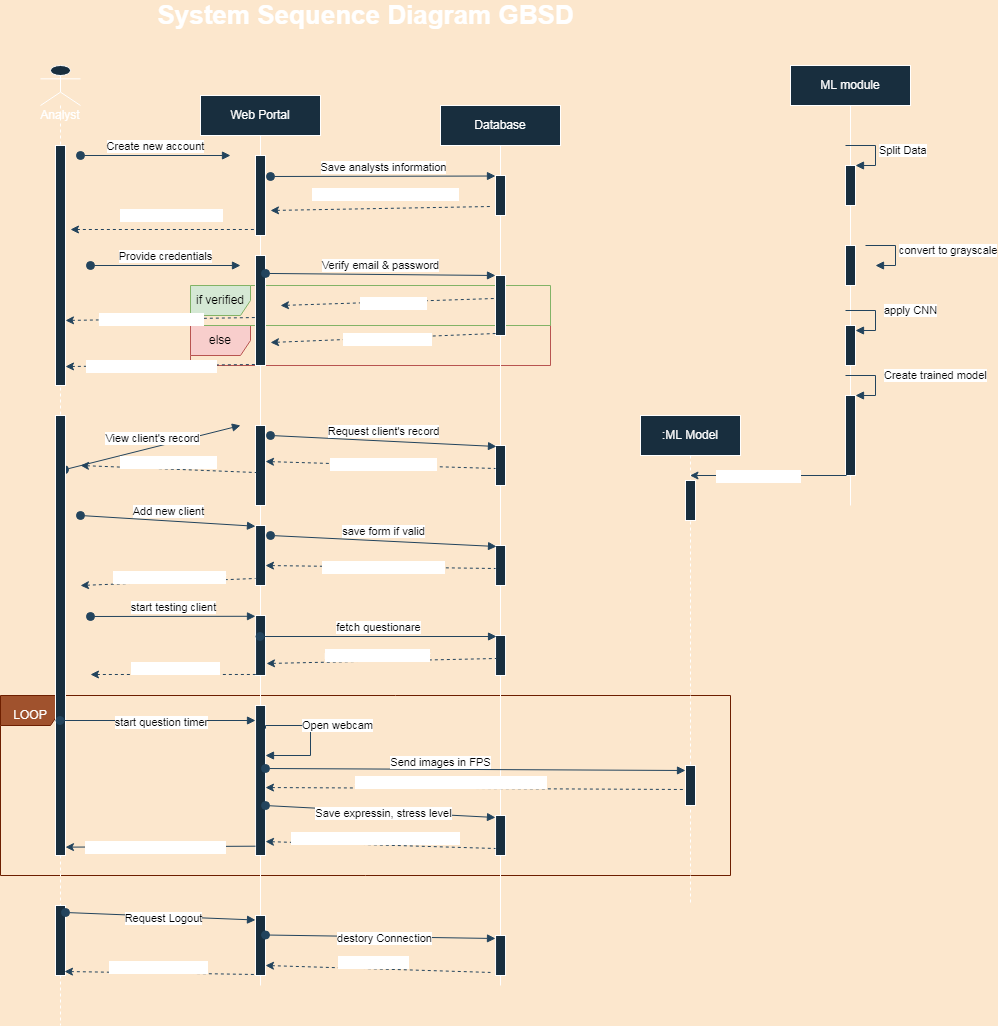 System Sequence Diagram GBSD
ML module
Web Portal
Analyst
Database
Create new account
Split Data
Save analysts information
convert to grayscale
Provide credentials
Verify email & password
if verified
apply CNN
else
Create trained model
View client's record
Request client's record
:ML Model
Add new client
save form if valid
start testing client
fetch questionare
LOOP
start question timer
Open webcam
Send images in FPS
Save expressin, stress level
Request Logout
destory Connection